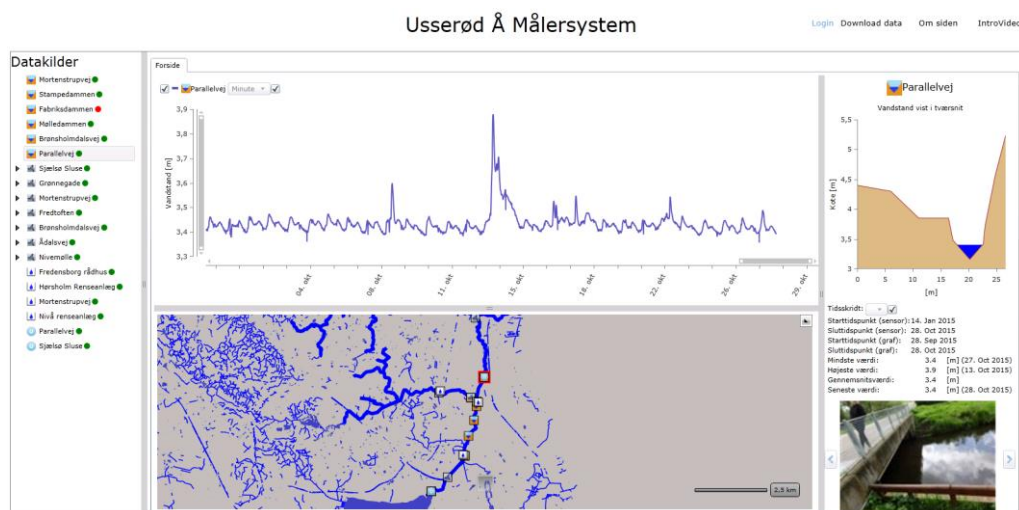 Usserød Å Målersystem
Login Download data Om siden IntroVideo
Datakilder
Mortenstrupvej
Stampedammen
Fabriksdammen
Mølledammen
Brønsholmdalsvej
Parallelvej
Sjælsø Sluse
Grønnegade
Mortenstrupvej
Fredtoften
Brønsholmdalsvej
Ådalsvej
Nivemølle
Fredensborg rådhus
Hørsholm Renseanlæg
Mortenstrupvej
Nivå renseanlæg
Parallelvej
Sjælsø Sluse
Forside
Parallelvej Minute
Vandstand [m]
3,9
3,8
3,7
3,6
3,5
3,4
3,3
04. okt
08. okt
11. okt
15. okt
18. okt
22. okt
26. okt
29. okt
2.5 km
Parallelvej
Vandstand vist i tværsnit
Kote [m]
5,5
5
4,5
4
3,5
3
0 5 10 15 20 25
[m]
Tidsskridt:
Starttidspunkt (sensor): 14. Jan 2015
Sluttidspunkt (sensor): 28. Oct 2015
Starttidspunkt (graf): 28. Sep 2015
Sluttidspunkt (graf): 26. Oct 2015
Mindste værdi: 3.4 [m] (27. Oct 2015)
Højeste værdi: 3.9 [m] (13. Oct 2015)
Gennemsnitsværdi: 3.4 [m]
Seneste værdi: 3.4 [m] (28. Oct 2015)